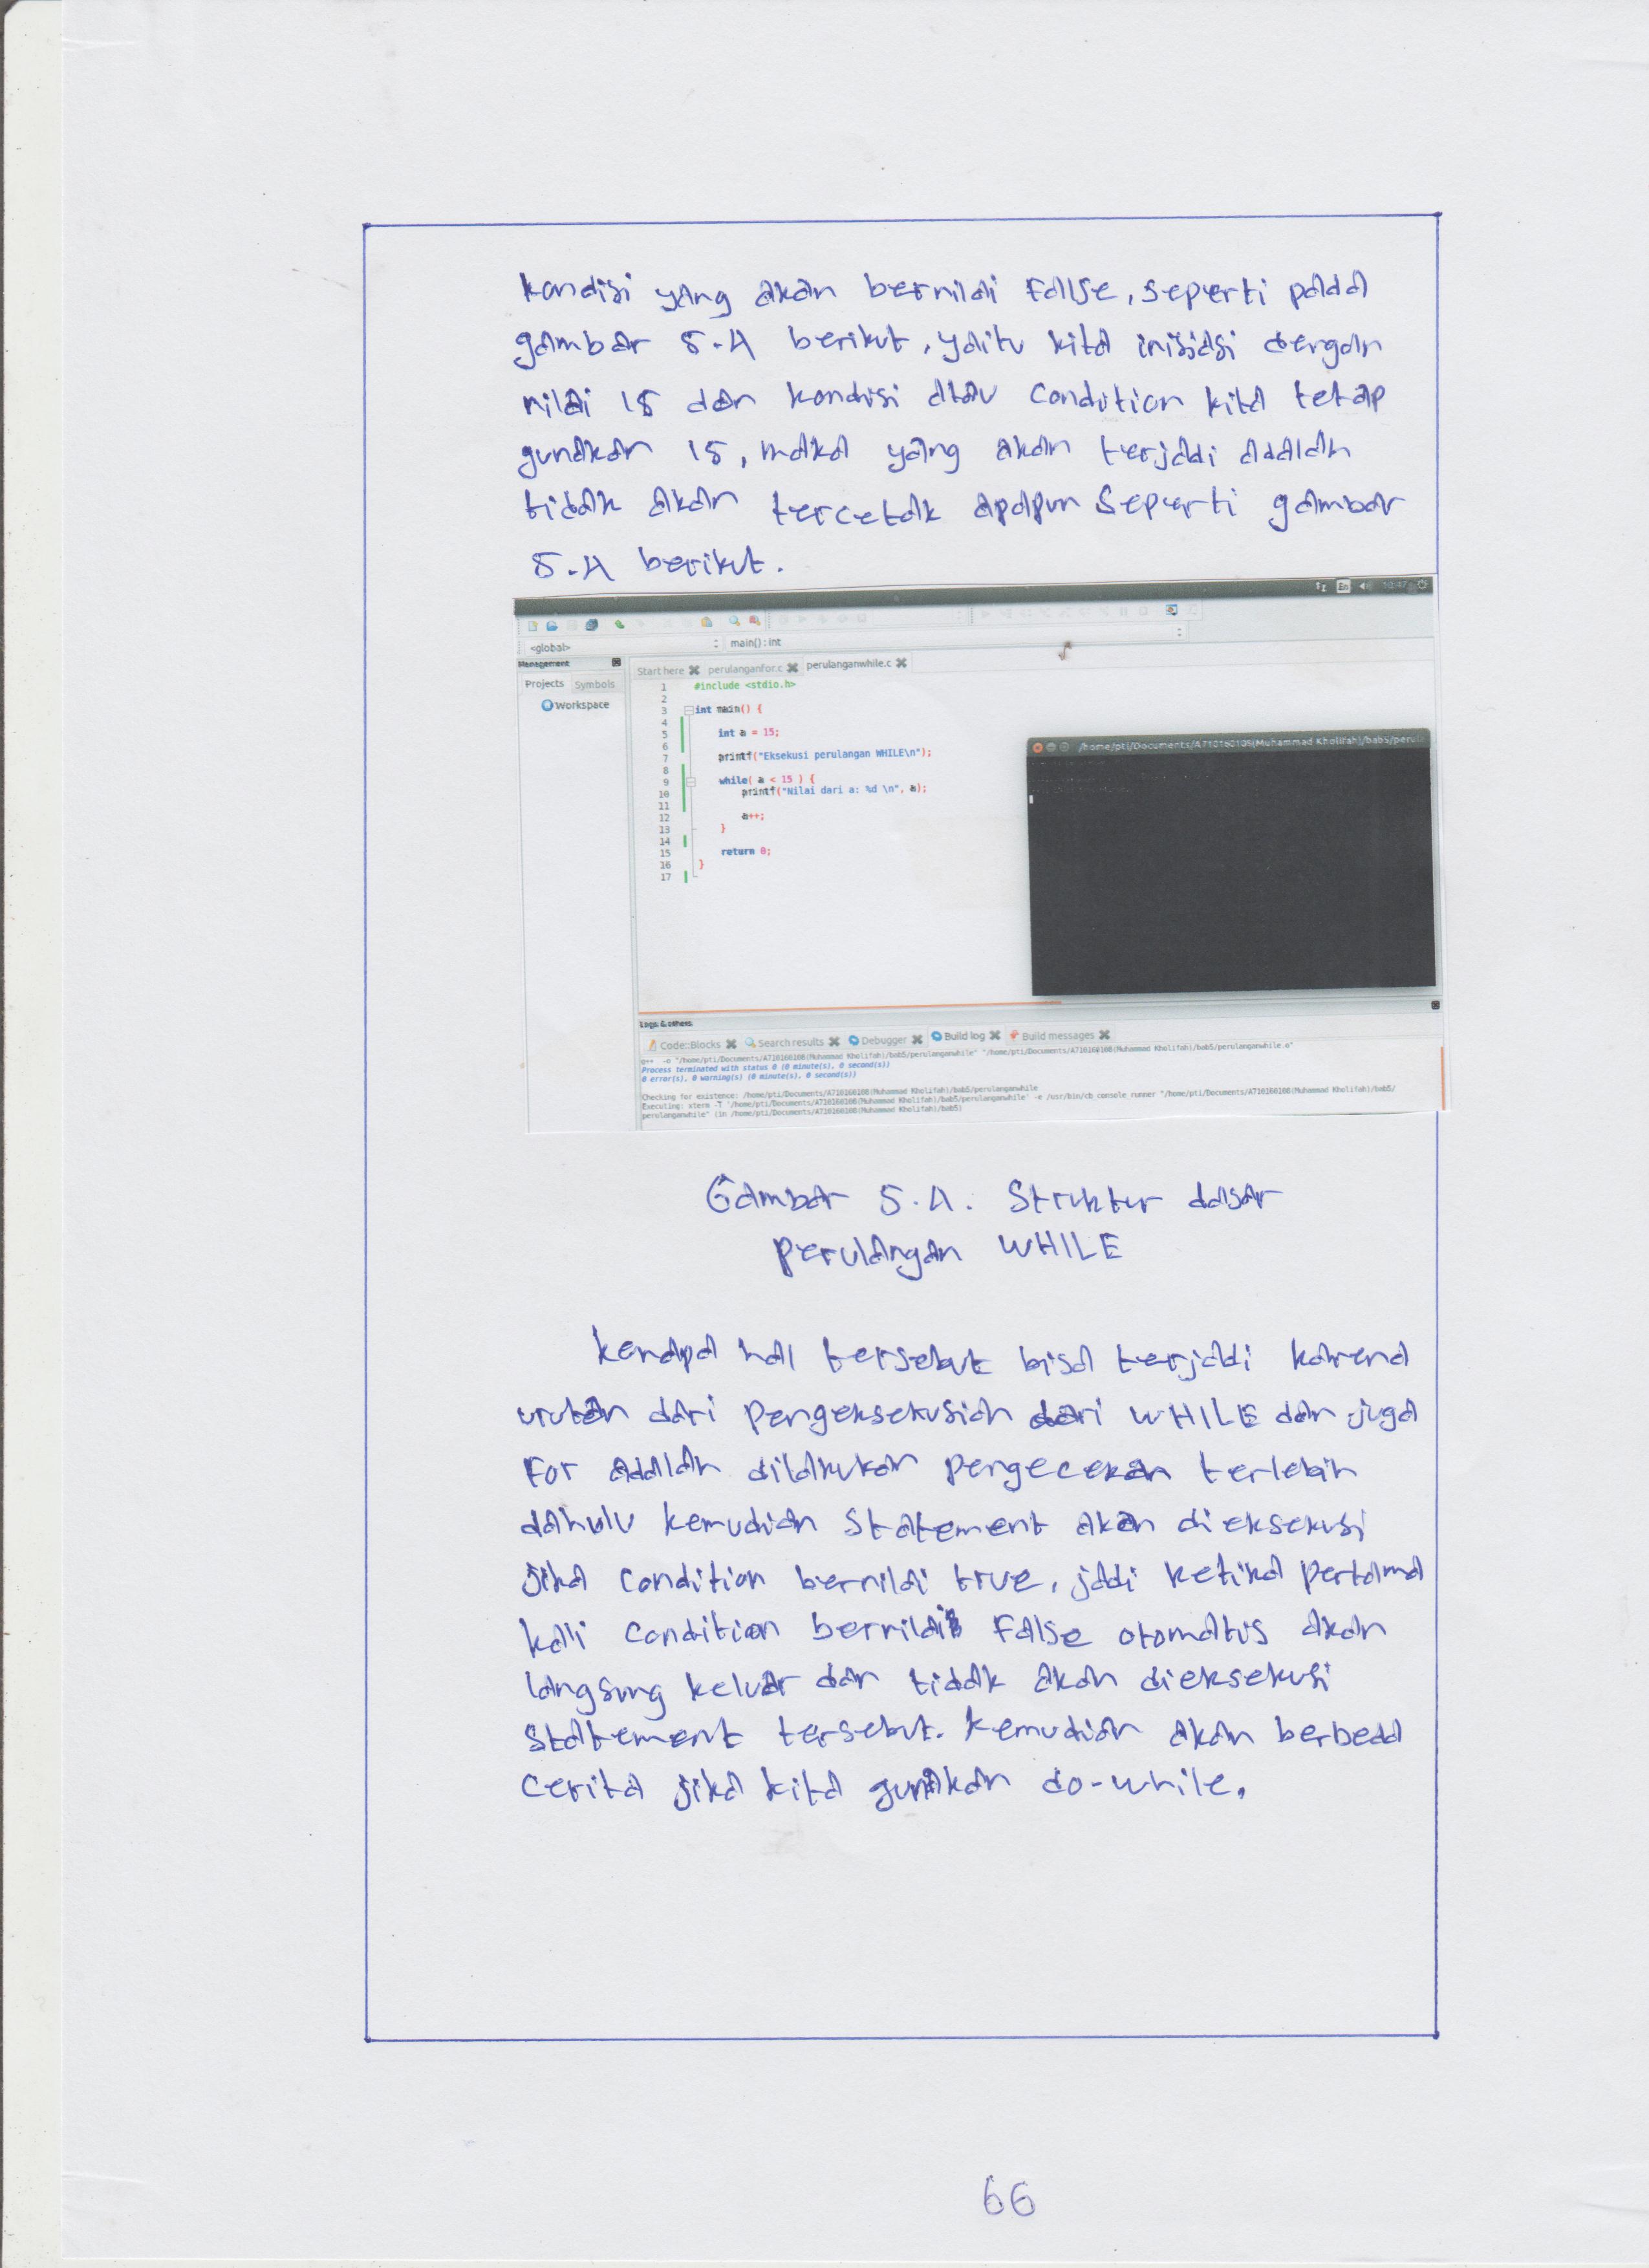 kondisi yang akan bernilai False, seperti pada
gambar 5.4 berikut, yaitu kita inisiasi dengan
nilai 15 dan kondisi atau condition kita tetap
gunakan 15, maka yang akan terjadi adalah
tidak akan tercetak apapun seperti gambar
5.4 berikut.
En
<global>
main() : int
Management
Projects Symbols
Workspace
Start here perulanganfor.c perulanganwhile.c
1 #include <stdio.h>
2
3 int main() {
4
5 int a = 15;
6
7 printf("Eksekusi perulangan WHILE\n");
8
9 while( a < 15 ) {
10 printf("Nilai dari a: %d \n", a);
11
12 a++;
13 }
14
15 return 0;
16 }
17
/home/pti/Documents/A710160108(Muhammad Kholifah)/bab5/perul
Logs & others
Code::Blocks Search results Debugger Build log Build messages
g++ -o "/home/pti/Documents/A710160108(Muhammad Kholifah)/bab5/perulanganwhile" "/home/pti/Documents/A710160108(Muhammad Kholifah)/bab5/perulanganwhile.o"
Process terminated with status 0 (0 minute(s), 0 second(s))
0 error(s), 0 warning(s) (0 minute(s), 0 second(s))
Checking for existence: /home/pti/Documents/A710160108(Muhammad Kholifah)/bab5/perulanganwhile
Executing: xterm -T '/home/pti/Documents/A710160108(Muhammad Kholifah)/bab5/perulanganwhile' -e /usr/bin/cb_console_runner "/home/pti/Documents/A710160108(Muhammad Kholifah)/bab5/
perulanganwhile" (in /home/pti/Documents/A710160108(Muhammad Kholifah)/bab5)
Gambar 5.4. Struktur dasar
perulangan WHILE
kenapa hal tersebut bisa terjadi karena
urutan dari pengeksekusian dari WHILE dan juga
For adalah dilakukan pengecekan terlebih
dahulu kemudian statement akan dieksekusi
jika condition bernilai true, jadi ketika pertama
kali condition bernilai False otomatis akan
langsung keluar dan tidak akan dieksekusi
statement tersebut. kemudian akan berbeda
cerita jika kita gunakan do-while.
66